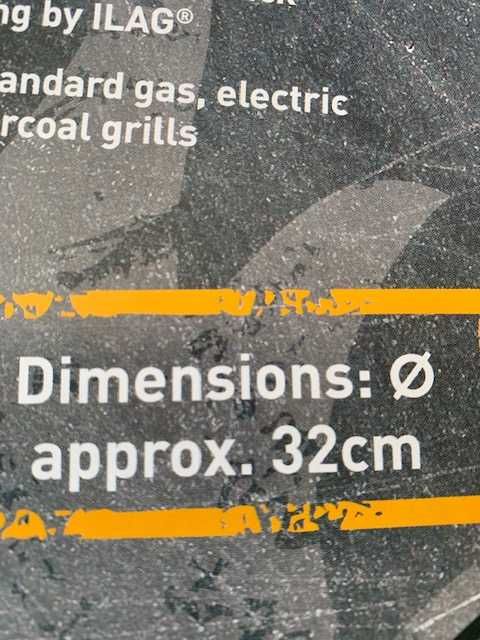 ng by ILAG®
andard gas, electric
rcoal grills
Dimensions: Ø
approx. 32cm